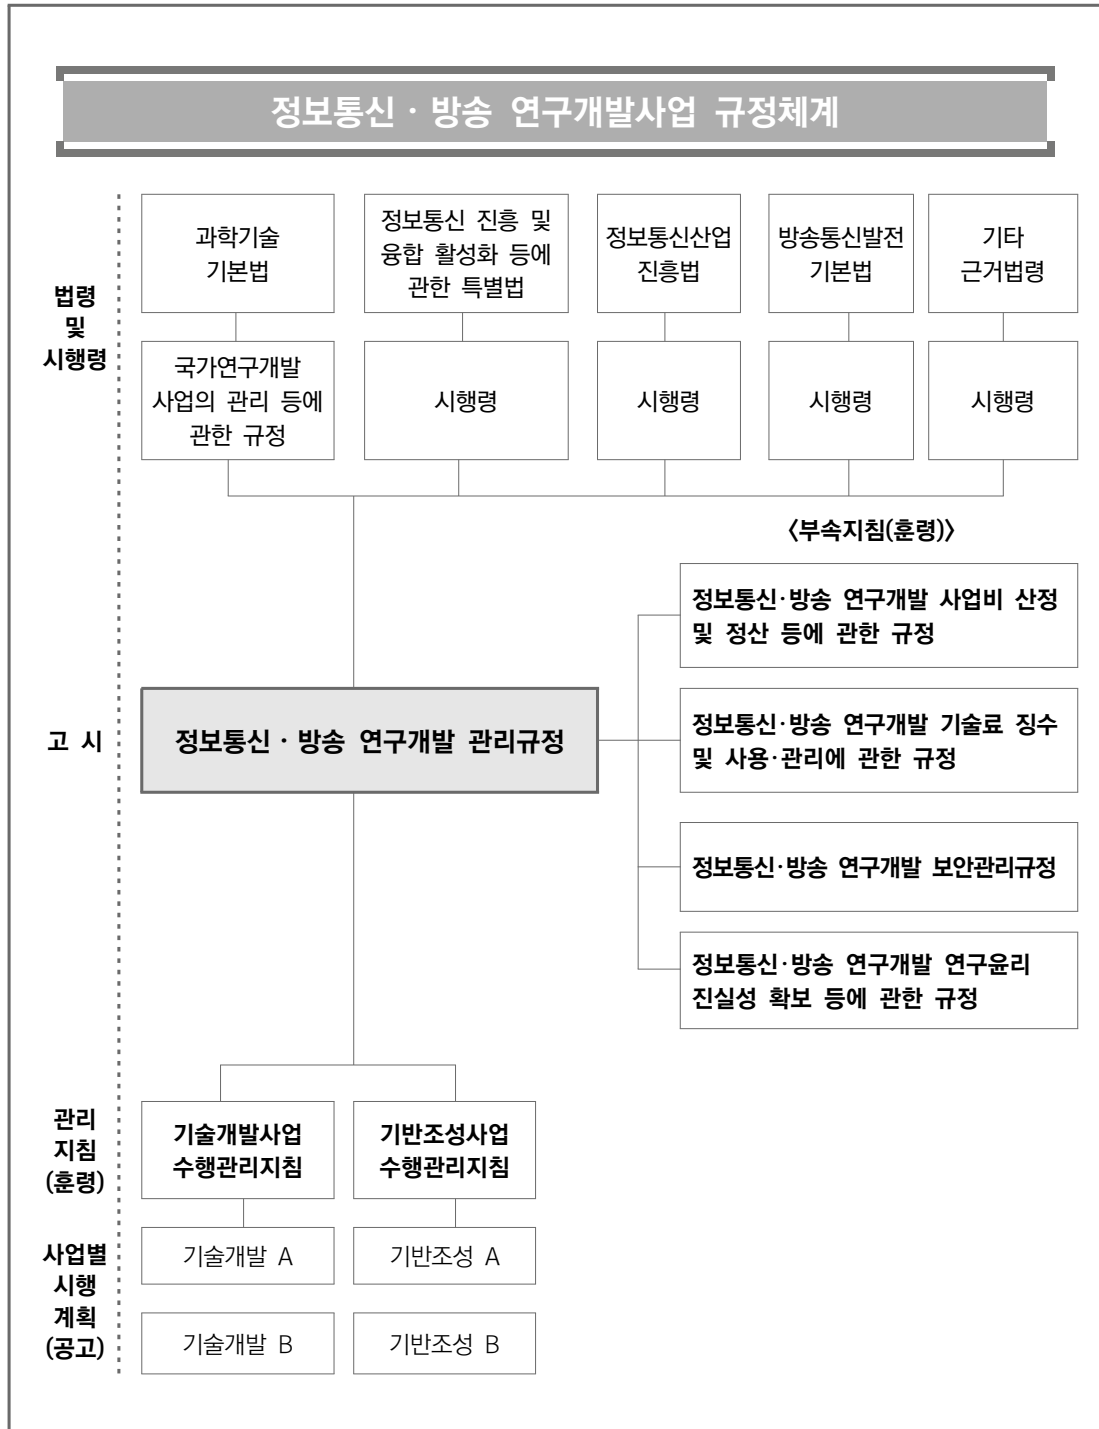 정보통신 · 방송 연구개발사업 규정체계
법령
및
시행령
과학기술
기본법
정보통신 진흥 및
융합 활성화 등에
관한 특별법
정보통신산업
진흥법
방송통신발전
기본법
기타
근거법령
국가연구개발
사업의 관리 등에
관한 규정
시행령
시행령
시행령
시행령
〈부속지침(훈령)〉
정보통신·방송 연구개발 사업비 산정
및 정산 등에 관한 규정
고 시
정보통신 · 방송 연구개발 관리규정
정보통신·방송 연구개발 기술료 징수
및 사용·관리에 관한 규정
정보통신·방송 연구개발 보안관리규정
정보통신·방송 연구개발 연구윤리
진실성 확보 등에 관한 규정
관리
지침
(훈령)
기술개발사업
수행관리지침
기반조성사업
수행관리지침
사업별
시행
계획
(공고)
기술개발 A
기반조성 A
기술개발 B
기반조성 B